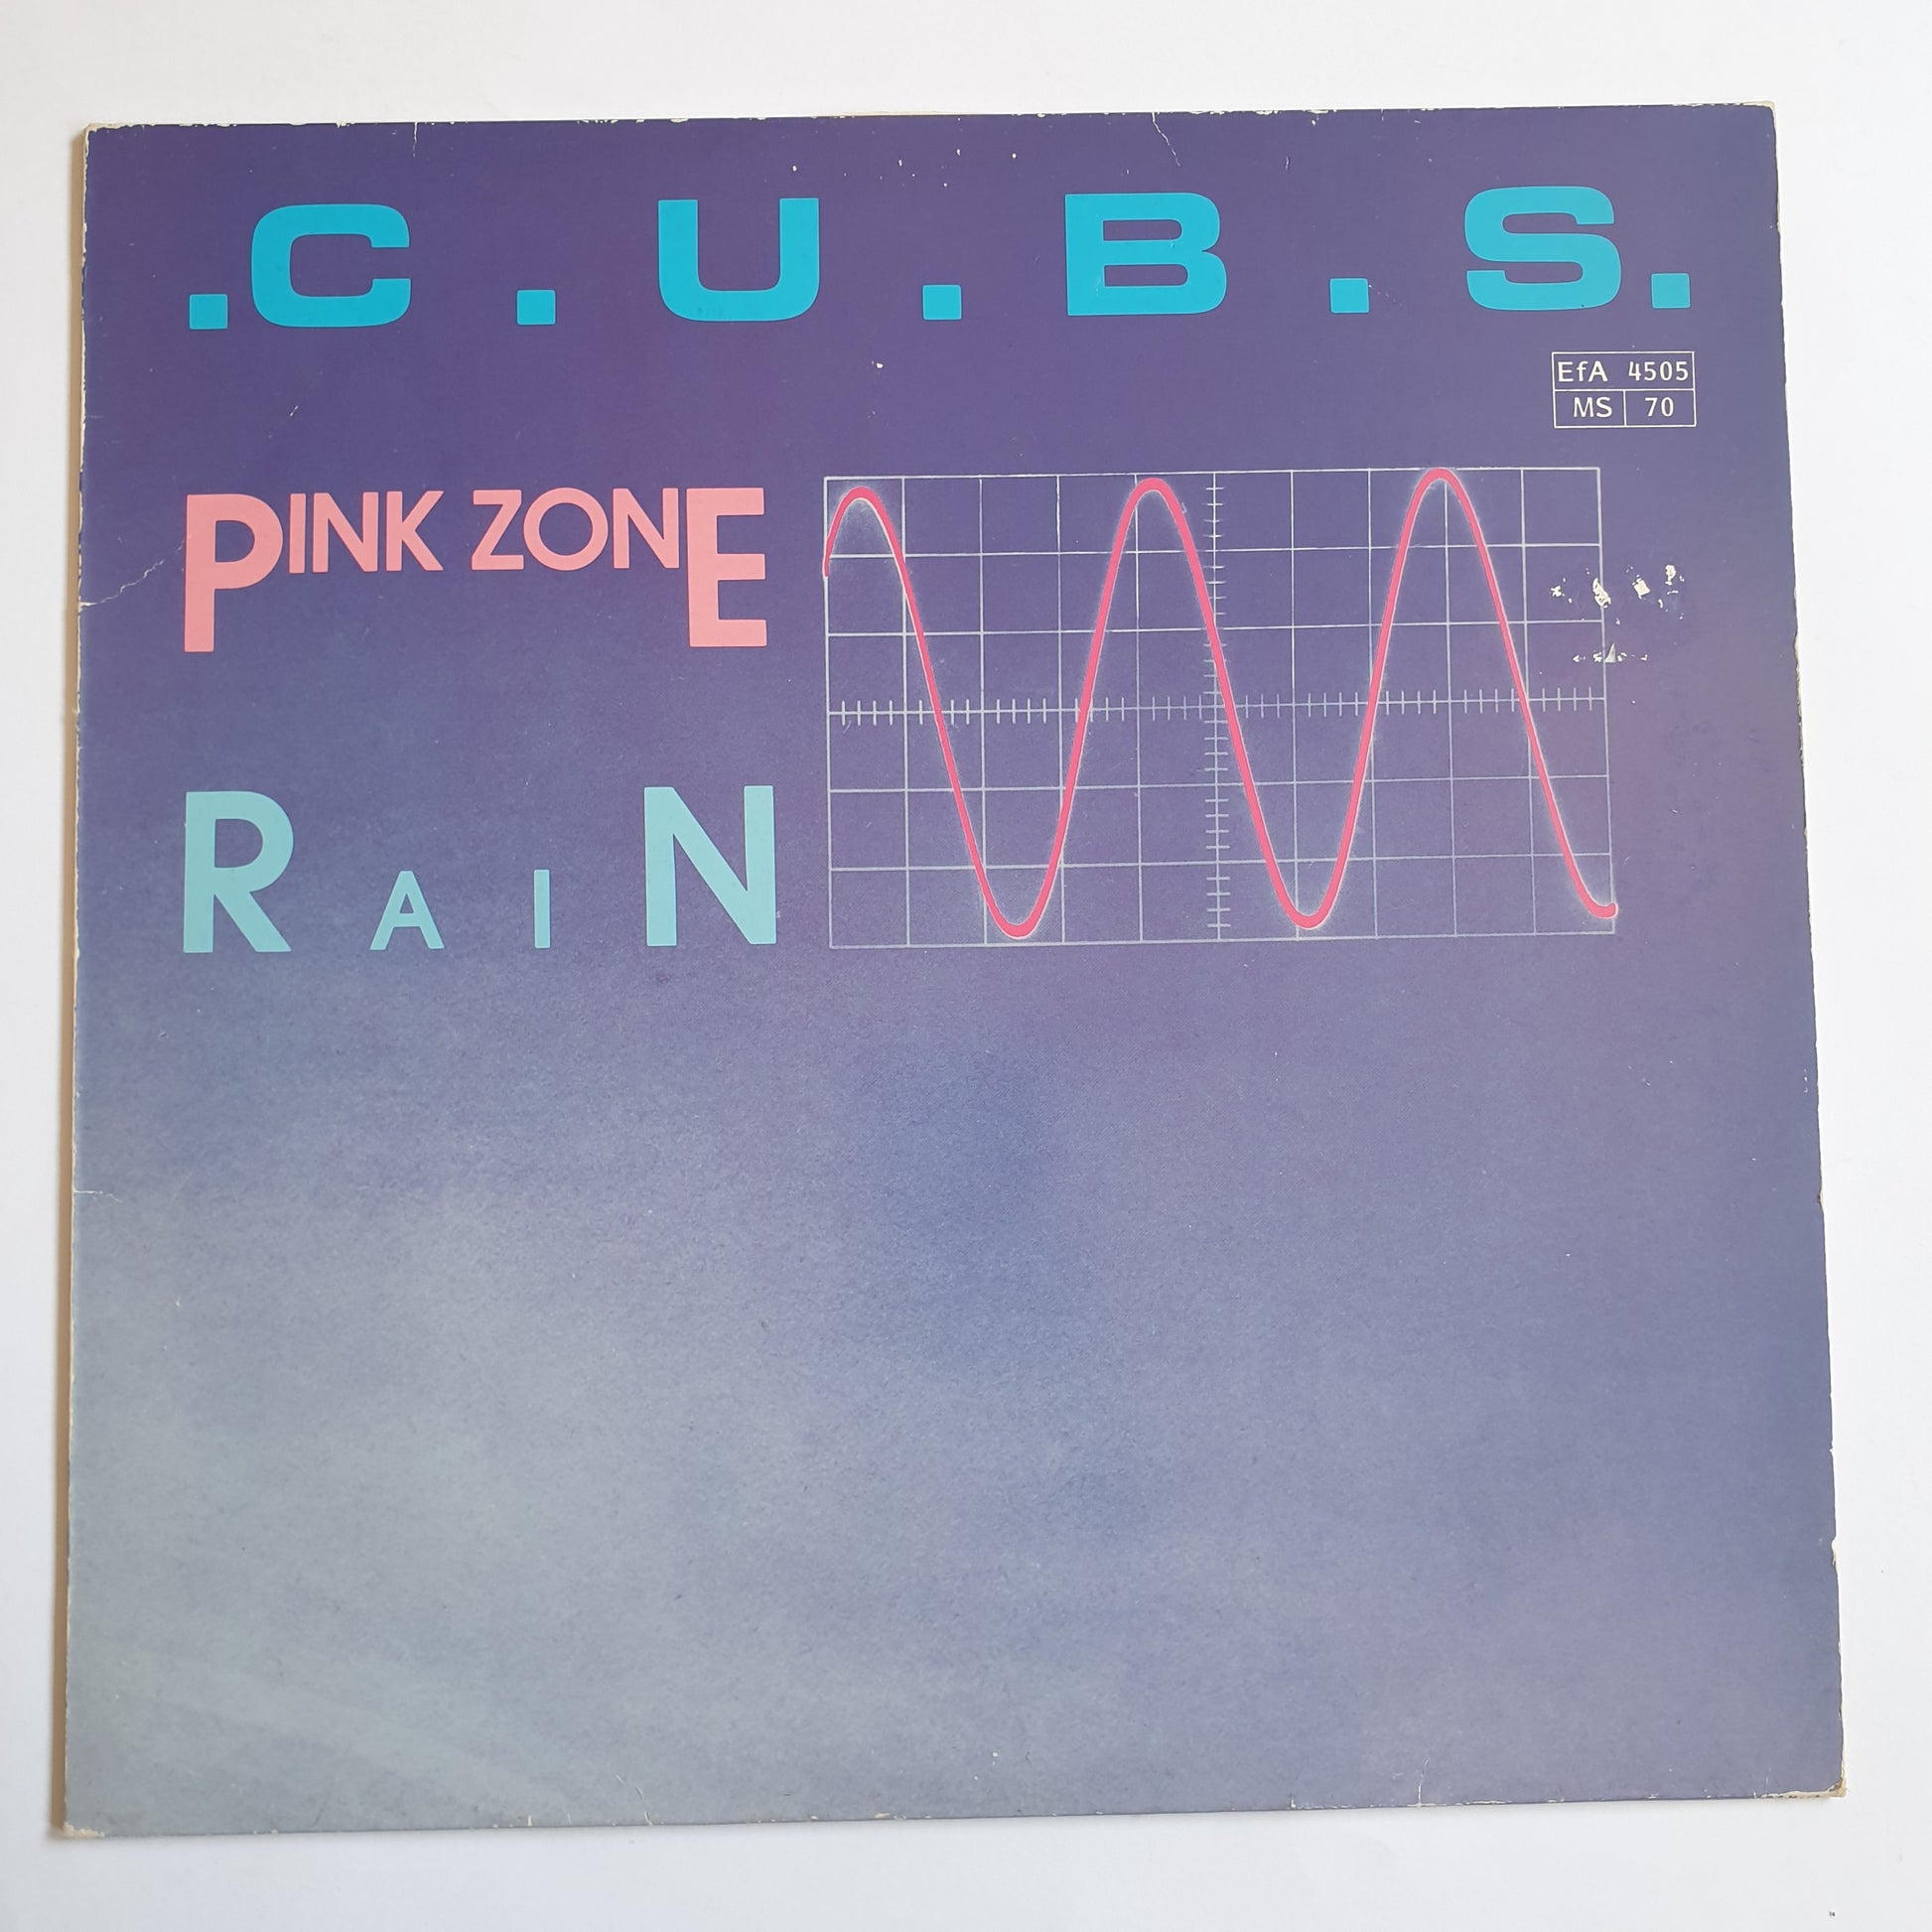 .C.U.B.S.
EfA 4505
MS 70
PINK ZONE
RAIN